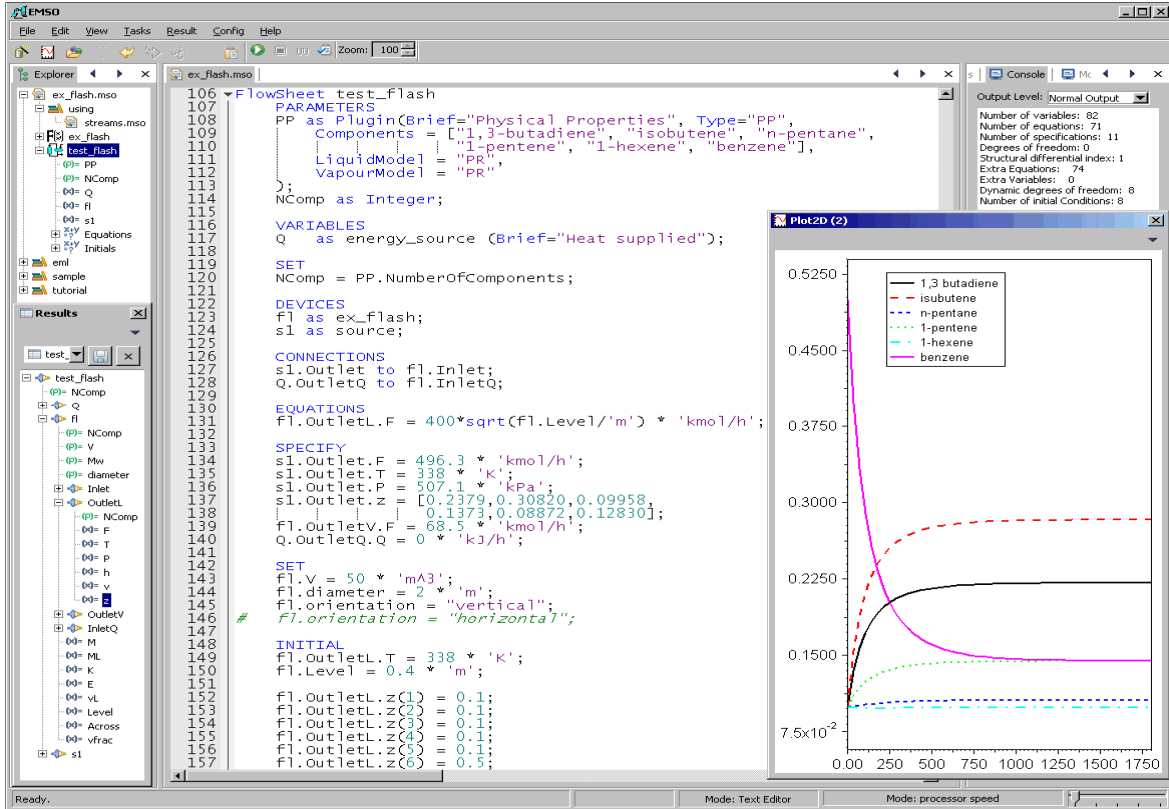 EMSO
File Edit View Tasks Result Config Help
Zoom: 100
Explorer
ex_flash.mso
using
streams.mso
ex_flash
test_flash
(P)= PP
(P)= NComp
(x)= Q
(x)= fl
(x)= s1
Equations
Initials
eml
sample
tutorial
Results
test_
test_flash
(P)= NComp
Q
fl
(P)= NComp
(P)= V
(P)= Mw
(P)= diameter
Inlet
OutletL
(P)= NComp
(x)= F
(x)= T
(x)= P
(x)= h
(x)= v
(x)= z
OutletV
InletQ
(x)= M
(x)= ML
(x)= K
(x)= E
(x)= vL
(x)= Level
(x)= Across
(x)= vfrac
s1
ex_flash.mso
106 FlowSheet test_flash
107 PARAMETERS
108 PP as Plugin(Brief="Physical Properties", Type="PP",
109 Components = ["1,3-butadiene", "isobutene", "n-pentane",
110 "1-pentene", "1-hexene", "benzene"],
111 LiquidModel = "PR",
112 VapourModel = "PR"
113 );
114 NComp as Integer;
115
116 VARIABLES
117 Q as energy_source (Brief="Heat supplied");
118
119 SET
120 NComp = PP.NumberOfComponents;
121
122 DEVICES
123 fl as ex_flash;
124 s1 as source;
125
126 CONNECTIONS
127 s1.Outlet to fl.Inlet;
128 Q.OutletQ to fl.InletQ;
129
130 EQUATIONS
131 fl.OutletL.F = 400*sqrt(fl.Level/'m') * 'kmol/h';
132
133 SPECIFY
134 s1.Outlet.F = 496.3 * 'kmol/h';
135 s1.Outlet.T = 338 * 'K';
136 s1.Outlet.P = 507.1 * 'kPa';
137 s1.Outlet.z = [0.2379,0.30820,0.09958,
138 0.1373,0.08872,0.12830];
139 fl.OutletV.F = 68.5 * 'kmol/h';
140 Q.OutletQ.Q = 0 * 'kJ/h';
141
142 SET
143 fl.V = 50 * 'm^3';
144 fl.diameter = 2 * 'm';
145 fl.orientation = "vertical";
146 # fl.orientation = "horizontal";
147
148 INITIAL
149 fl.OutletL.T = 338 * 'K';
150 fl.Level = 0.4 * 'm';
151
152 fl.OutletL.z(1) = 0.1;
153 fl.OutletL.z(2) = 0.1;
154 fl.OutletL.z(3) = 0.1;
155 fl.OutletL.z(4) = 0.1;
156 fl.OutletL.z(5) = 0.1;
157 fl.OutletL.z(6) = 0.5;
s Console Mc
Output Level: Normal Output
Number of variables: 82
Number of equations: 71
Number of specifications: 11
Degrees of freedom: 0
Structural differential index: 1
Extra Equations: 74
Extra Variables: 0
Dynamic degrees of freedom: 8
Number of initial Conditions: 8
Plot2D (2)
0.5250
0.4500
0.3750
0.3000
0.2250
0.1500
7.5x10⁻²
1,3 butadiene
isubutene
n-pentane
1-pentene
1-hexene
benzene
0.00 250 500 750 1000 1250 1500 1750
Ready. Mode: Text Editor Mode: processor speed